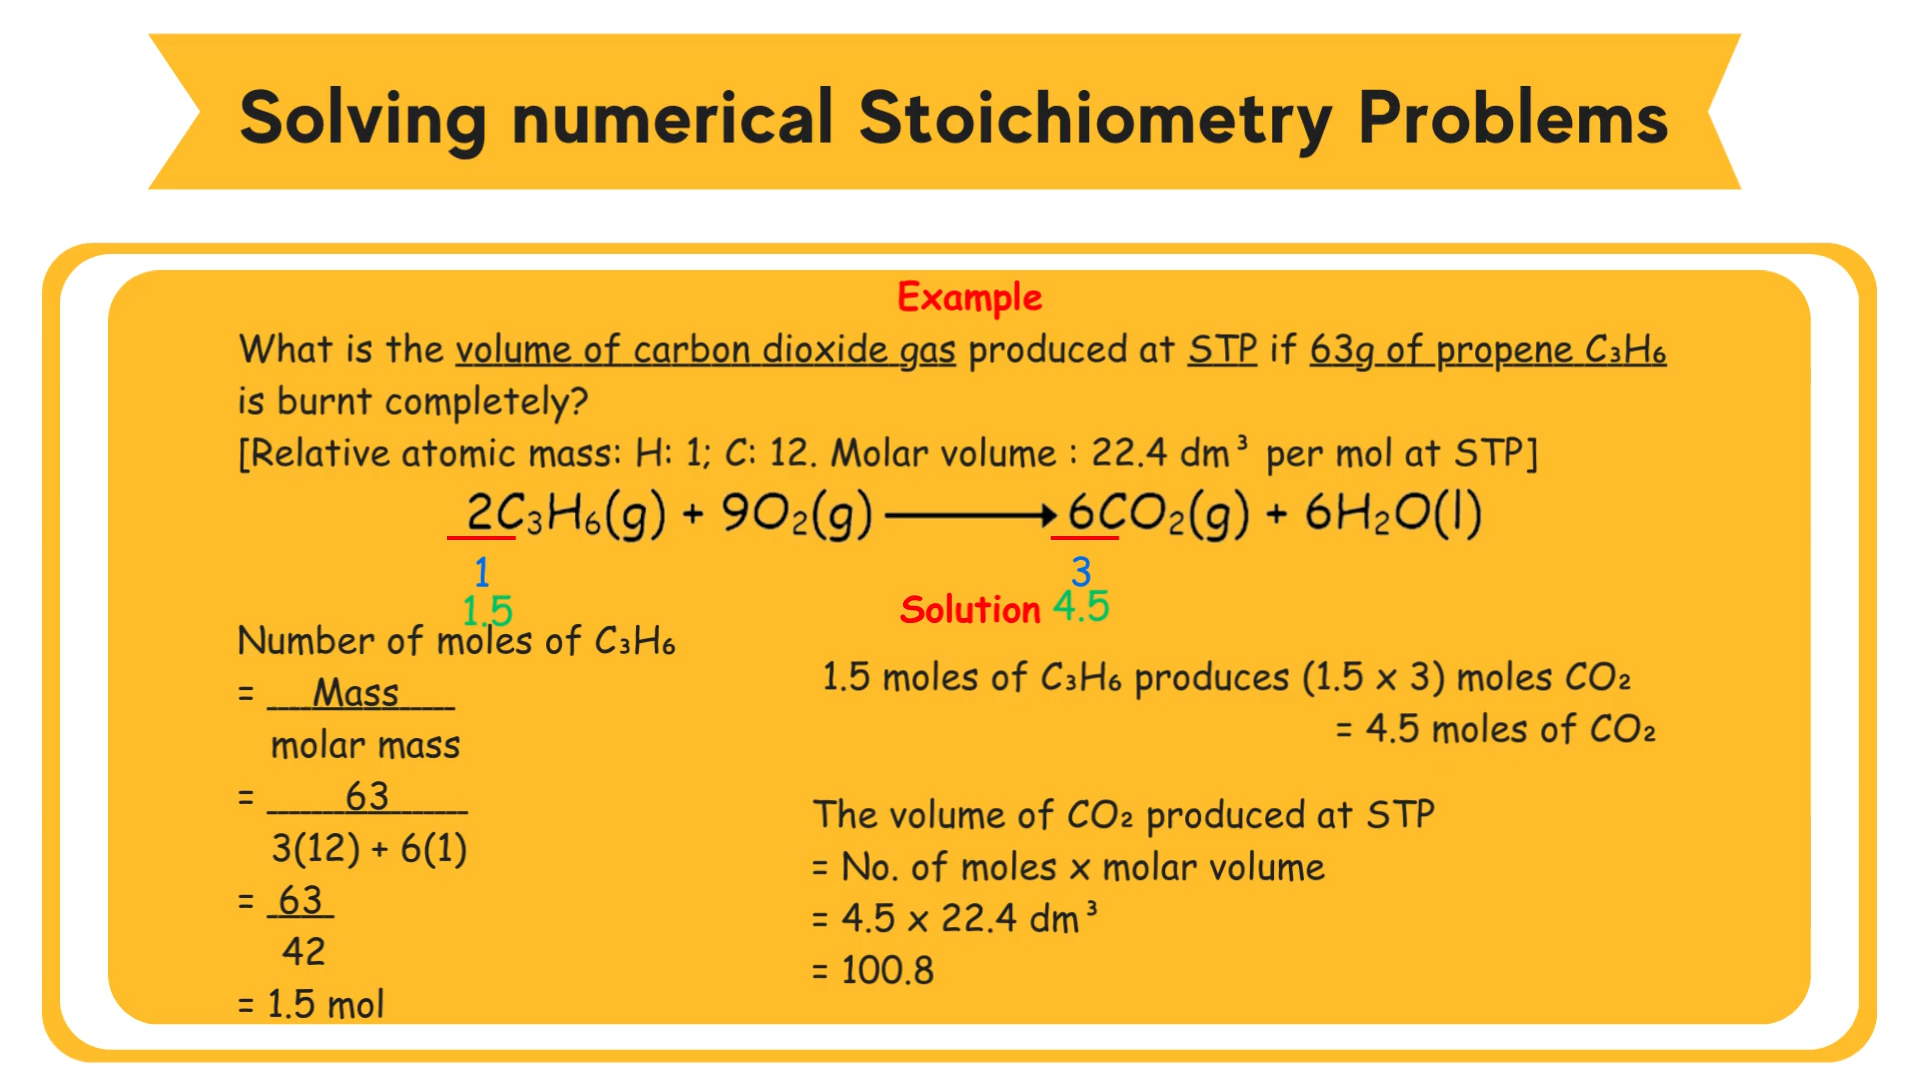 Solving numerical Stoichiometry Problems
Example
What is the volume of carbon dioxide gas produced at STP if 63g of propene C₃H₆
is burnt completely?
[Relative atomic mass: H: 1; C: 12. Molar volume : 22.4 dm³ per mol at STP]
2C₃H₆(g) + 9O₂(g) ⟶ 6CO₂(g) + 6H₂O(l)
1 3
1.5 4.5
Solution
Number of moles of C₃H₆
= Mass
molar mass
= 63
3(12) + 6(1)
= 63
42
= 1.5 mol
1.5 moles of C₃H₆ produces (1.5 x 3) moles CO₂
= 4.5 moles of CO₂
The volume of CO₂ produced at STP
= No. of moles x molar volume
= 4.5 x 22.4 dm³
= 100.8